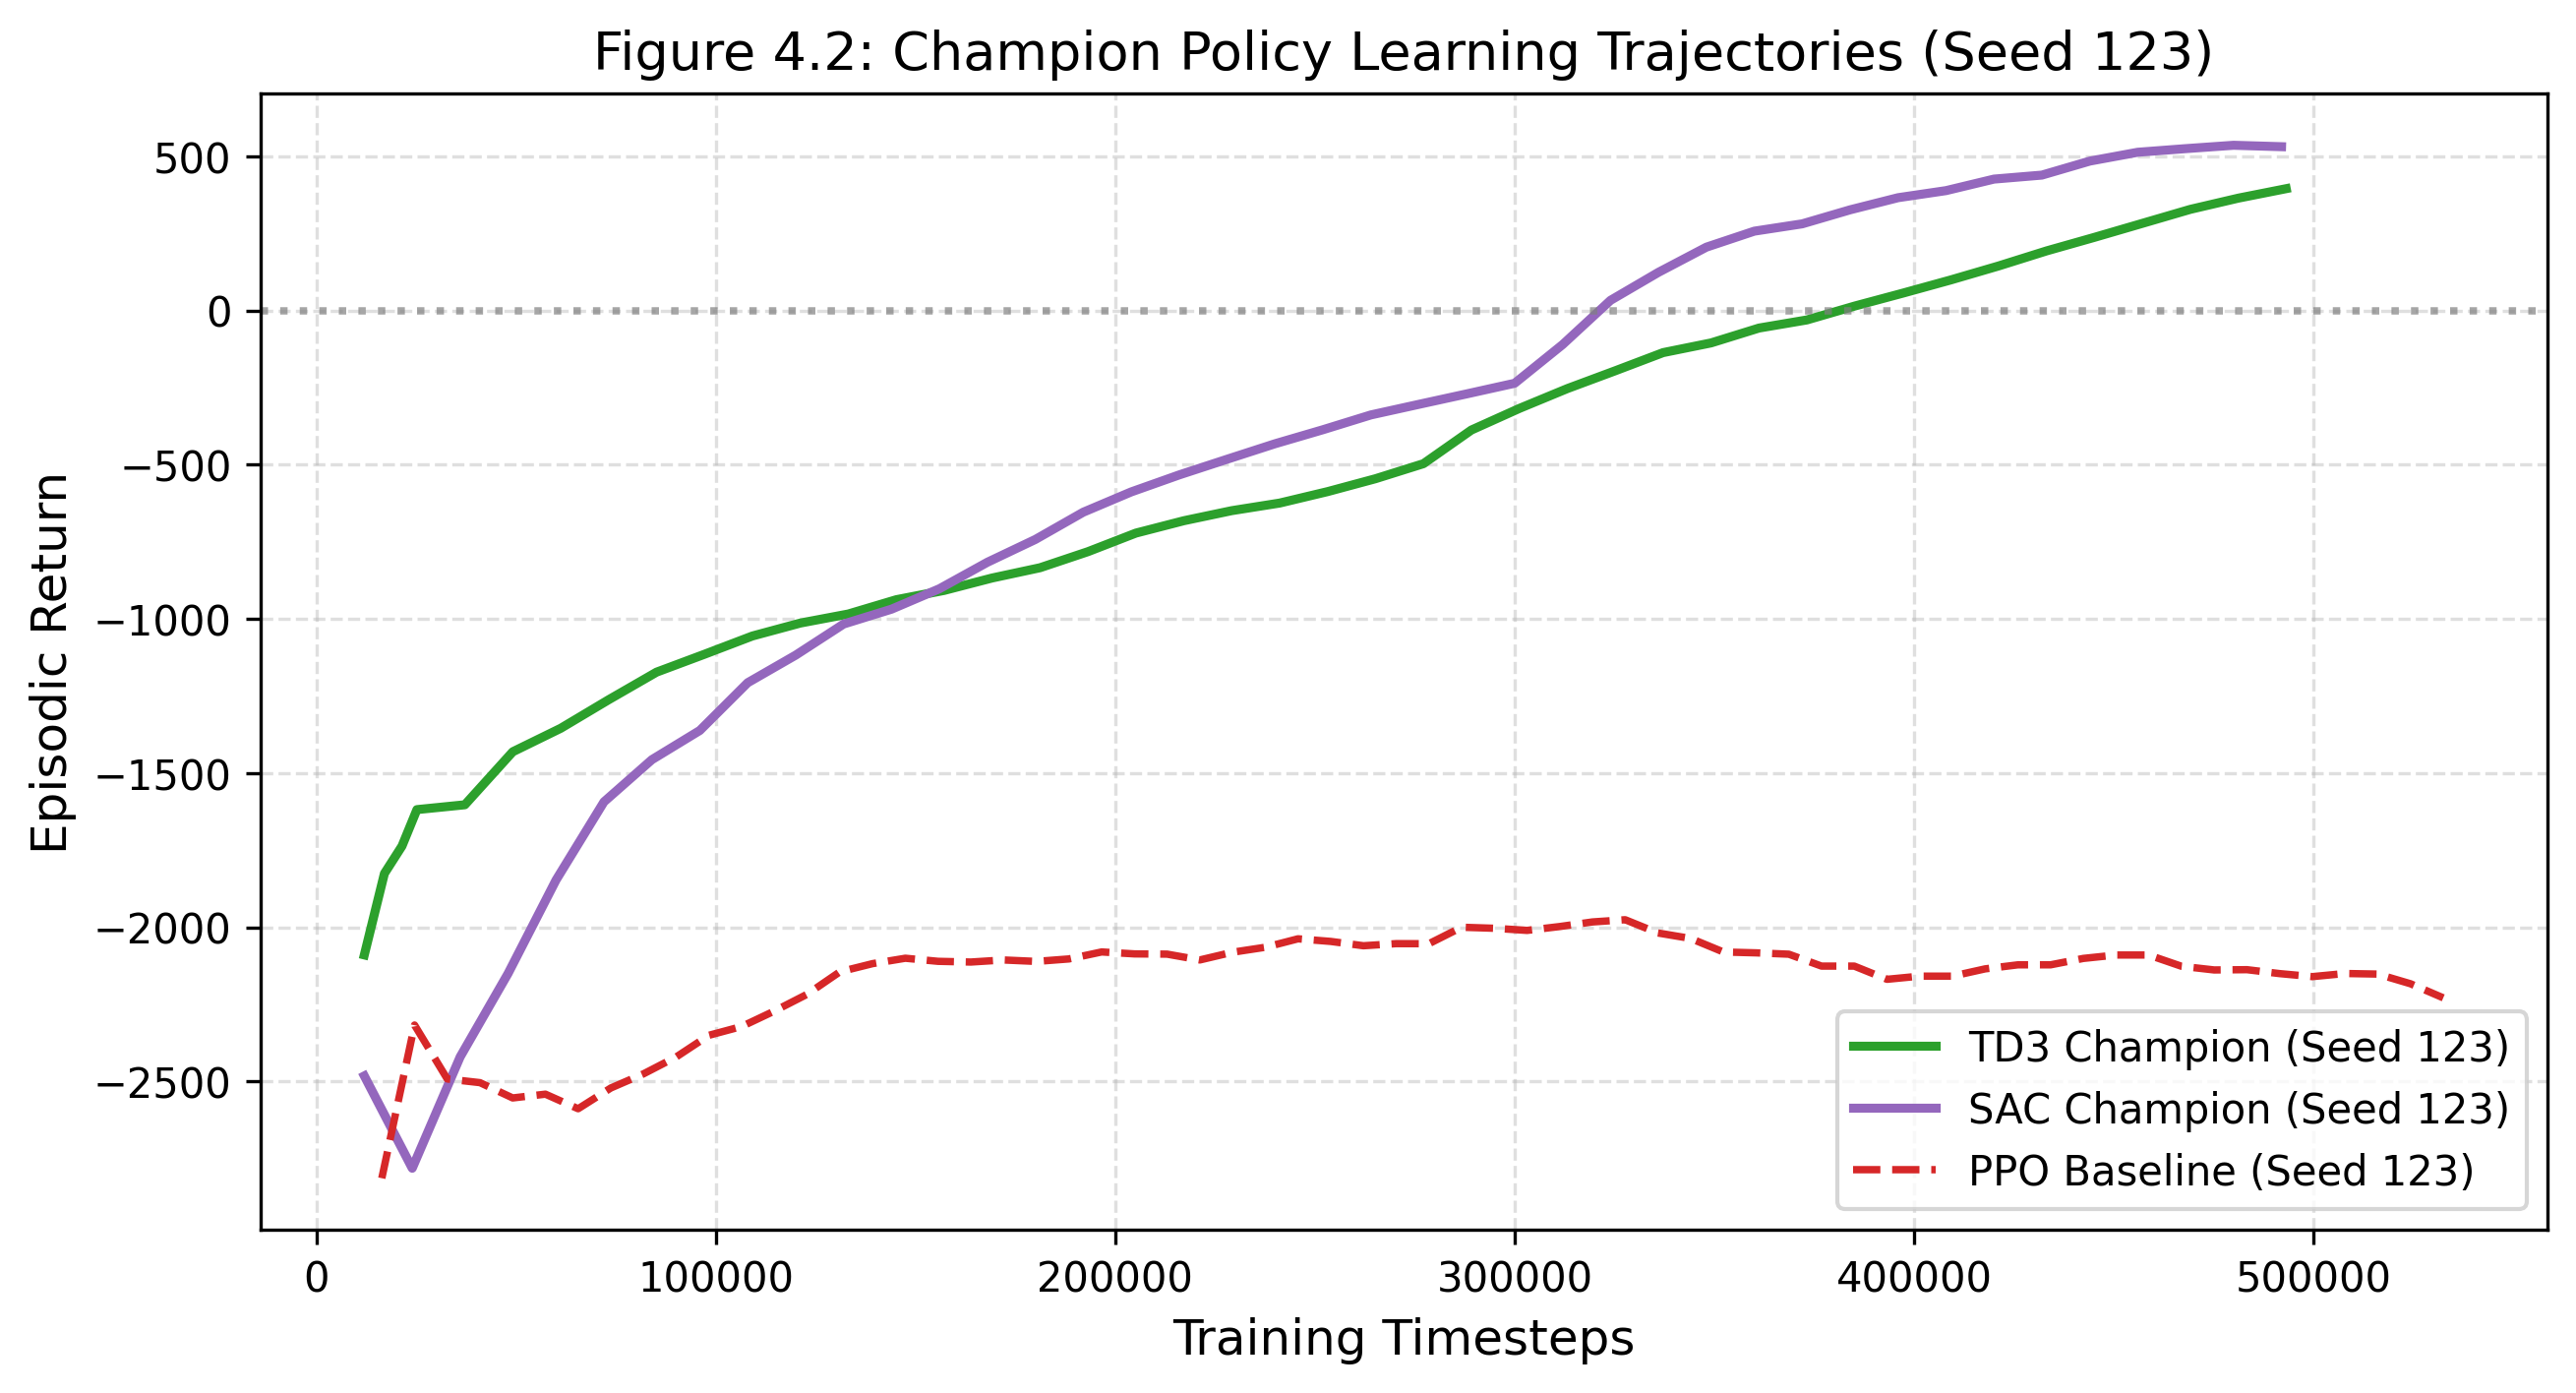 Figure 4.2: Champion Policy Learning Trajectories (Seed 123)
Episodic Return
500
0
−500
−1000
−1500
−2000
−2500
TD3 Champion (Seed 123)
SAC Champion (Seed 123)
PPO Baseline (Seed 123)
0 100000 200000 300000 400000 500000
Training Timesteps